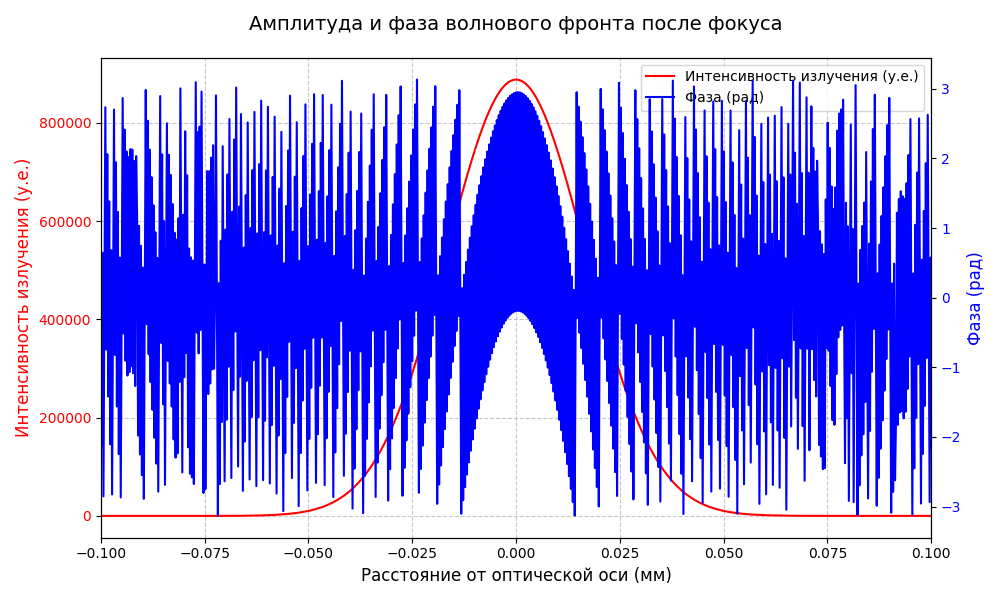 Амплитуда и фаза волнового фронта после фокуса
Интенсивность излучения (у.е.)
Фаза (рад)
800000
600000
400000
200000
0
Интенсивность излучения (у.е.)
3
2
1
0
−1
−2
−3
Фаза (рад)
−0.100 −0.075 −0.050 −0.025 0.000 0.025 0.050 0.075 0.100
Расстояние от оптической оси (мм)